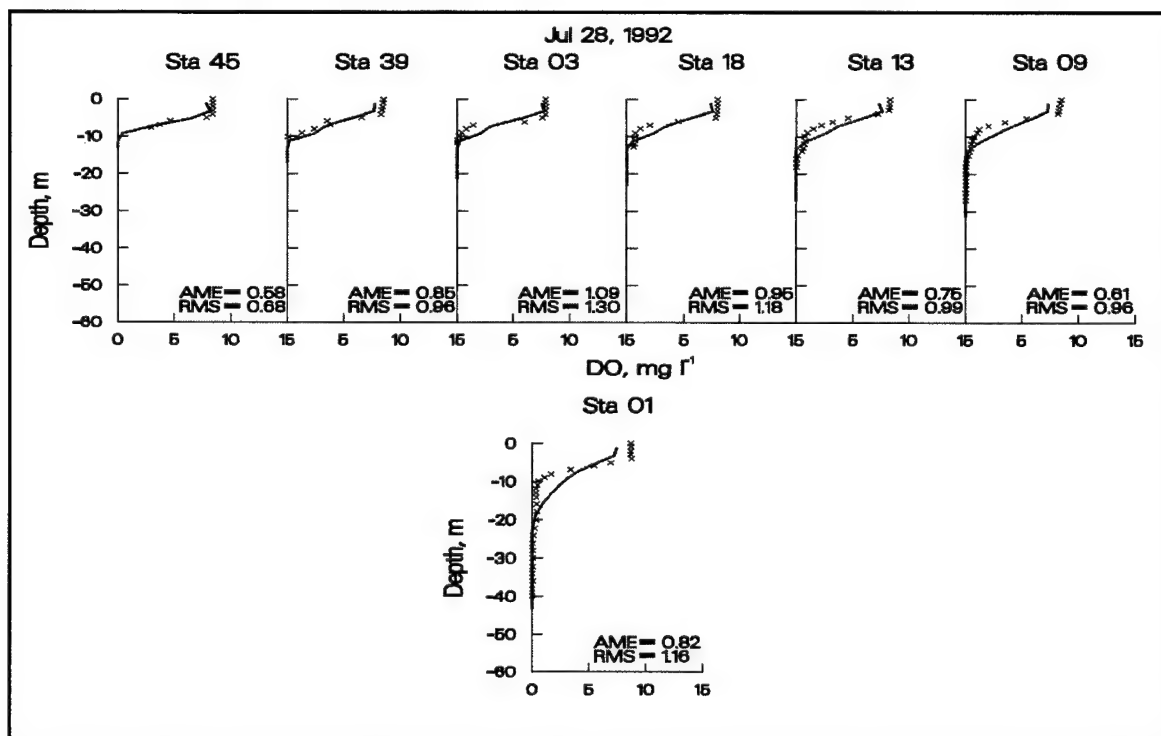 Jul 28, 1992
Sta 45 Sta 39 Sta 03 Sta 18 Sta 13 Sta 09
0
-10
-20
-30
-40
-50
-60
Depth, m
AME = 0.58
RMS = 0.68
AME = 0.85
RMS = 0.96
AME = 1.09
RMS = 1.30
AME = 0.95
RMS = 1.18
AME = 0.75
RMS = 0.99
AME = 0.61
RMS = 0.96
0 5 10 15 5 10 15 5 10 15 5 10 15 5 10 15 5 10 15
DO, mg l⁻¹
Sta 01
0
-10
-20
-30
-40
-50
-60
Depth, m
AME = 0.82
RMS = 1.16
0 5 10 15